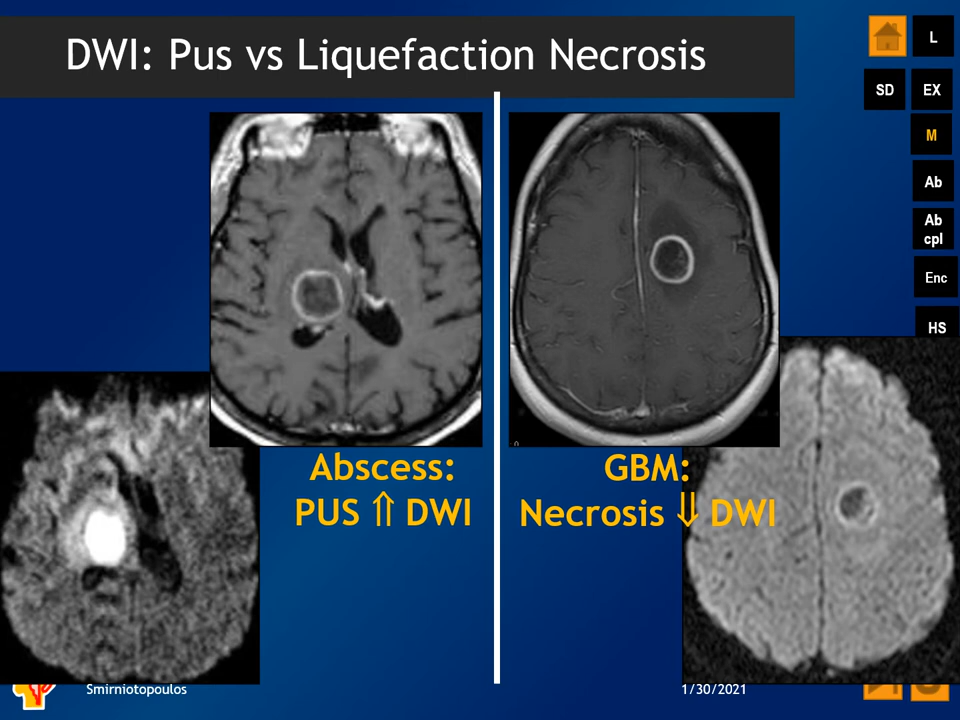 DWI: Pus vs Liquefaction Necrosis
L
SD
EX
M
Ab
Ab
cpl
Enc
HS
Abscess:
PUS ⇑ DWI
GBM:
Necrosis ⇓ DWI
Smirniotopoulos
1/30/2021